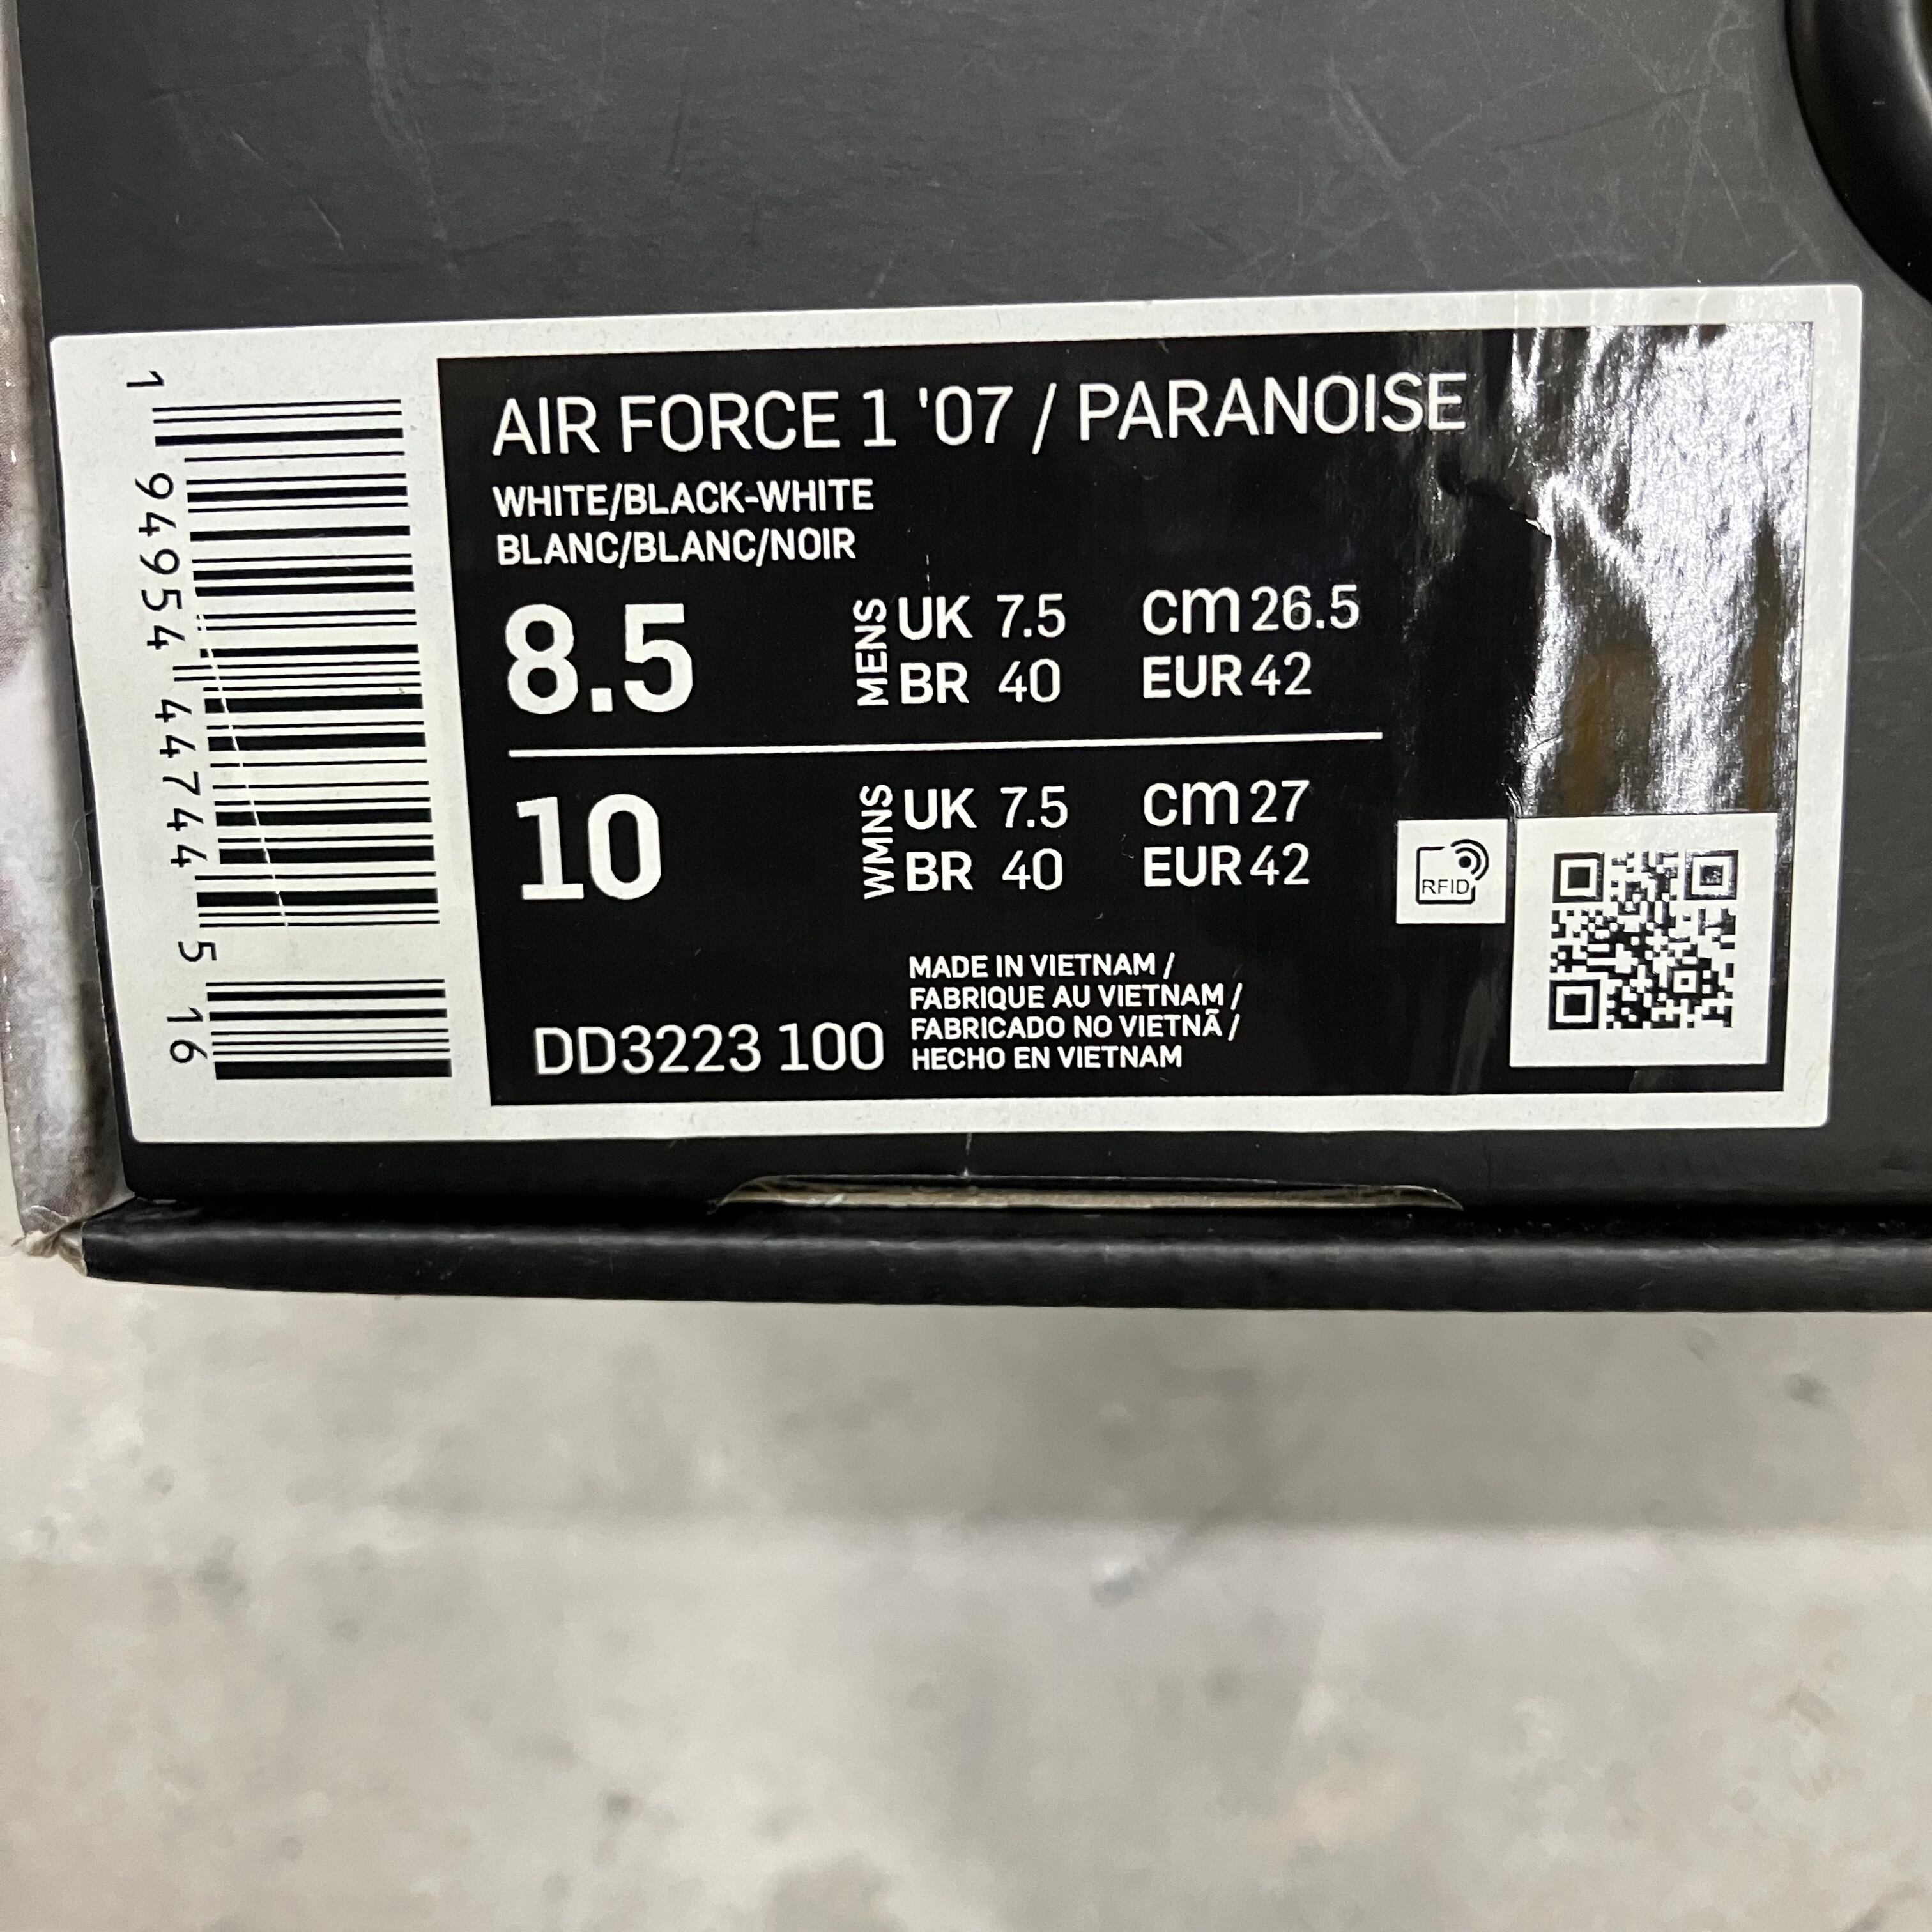 1 94954 44744 5 16
AIR FORCE 1 '07 / PARANOISE
WHITE/BLACK-WHITE
BLANC/BLANC/NOIR
8.5 MENS UK 7.5 cm 26.5
BR 40 EUR 42
10 WMNS UK 7.5 cm 27
BR 40 EUR 42
RFID
DD3223 100
MADE IN VIETNAM /
FABRIQUE AU VIETNAM /
FABRICADO NO VIETNÃ /
HECHO EN VIETNAM